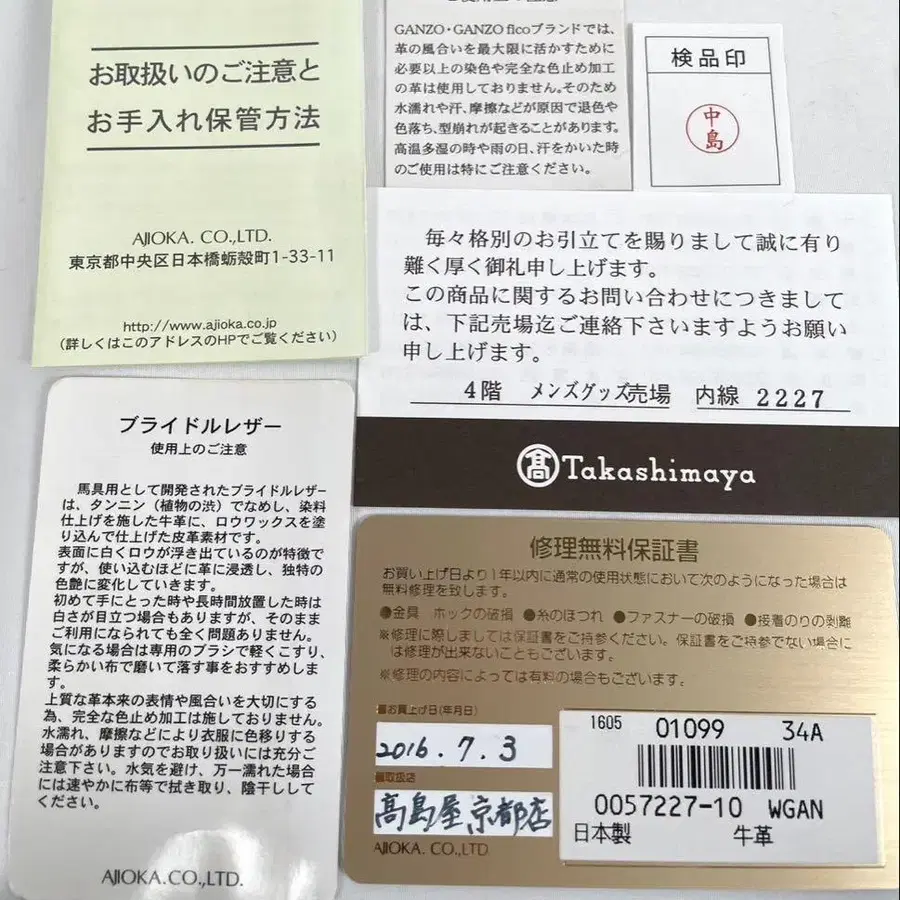 お取扱いのご注意と
お手入れ保管方法
AJIOKA. CO.,LTD.
東京都中央区日本橋蛎殻町1-33-11
http://www.ajioka.co.jp
(詳しくはこのアドレスのHPでご覧ください)
GANZO・GANZO ficoブランドでは、
革の風合いを最大限に活かすために
必要以上の染色や完全な色止め加工
の革は使用しておりません。そのため
水濡れや汗、摩擦などが原因で退色や
色落ち、型崩れが起きることがあります。
高温多湿の時や雨の日、汗をかいた時
のご使用は特にご注意ください。
検品印
中島
毎々格別のお引立てを賜りまして誠に有り
難く厚く御礼申し上げます。
この商品に関するお問い合わせにつきまして
は、下記売場迄ご連絡下さいますようお願い
申し上げます。
4階 メンズグッズ売場 内線 2227
髙 Takashimaya
ブライドルレザー
使用上のご注意
馬具用として開発されたブライドルレザー
は、タンニン(植物の渋)でなめし、染料
仕上げを施した牛革に、ロウワックスを塗
り込んで仕上げた皮革素材です。
表面に白くロウが浮き出ているのが特徴で
すが、使い込むほどに革に浸透し、独特の
色艶に変化していきます。
初めて手にとった時や長時間放置した時は
白さが目立つ場合もありますが、そのまま
ご利用になられても全く問題ありません。
気になる場合は専用のブラシで軽くこすり、
柔らかい布で磨いて落す事をおすすめしま
す。
上質な革本来の表情や風合いを大切にする
為、完全な色止め加工は施しておりません。
水濡れ、摩擦などにより衣服に色移りする
場合がありますのでお取り扱いには充分ご
注意下さい。水気を避け、万一濡れた場合
には速やかに布等で拭き取り、陰干しして
ください。
AJIOKA.CO.,LTD.
修理無料保証書
お買い上げ日より1年以内に通常の使用状態において次のようになった場合は
無料修理を致します。
●金具 ホックの破損 ●糸のほつれ ●ファスナーの破損 ●接着のりの剥離
※修理に際しましては保証書をご持参ください。保証書をご持参でない場合に
は修理が出来ないこともございます。
※修理の内容によっては有料の場合もございます。
■お買上げ日(年月日)
2016.7.3
■取扱店
髙島屋京都店
AJIOKA.CO.,LTD.
1605 01099 34A
0057227-10 WGAN
日本製 牛革